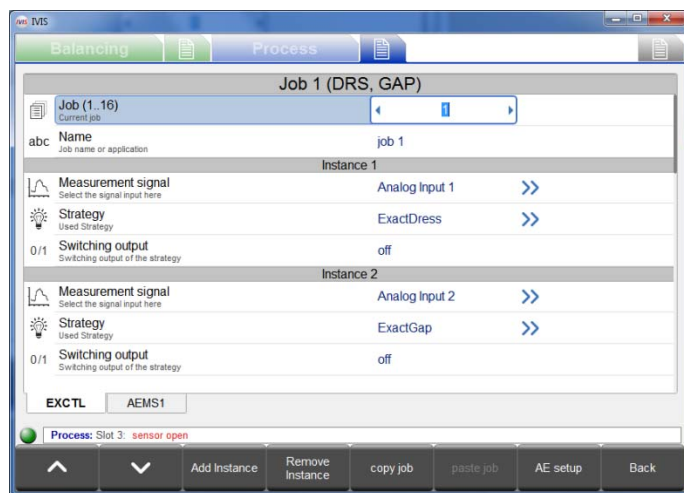 IVIS
Balancing
Process
Job 1 (DRS, GAP)
Job (1..16)
Current job
1
abc
Name
Job name or application
job 1
Instance 1
Measurement signal
Select the signal input here
Analog Input 1
Strategy
Used Strategy
ExactDress
0/1
Switching output
Switching output of the strategy
off
Instance 2
Measurement signal
Select the signal input here
Analog Input 2
Strategy
Used Strategy
ExactGap
0/1
Switching output
Switching output of the strategy
off
EXCTL
AEMS1
Process: Slot 3: sensor open
Add Instance
Remove
Instance
copy job
paste job
AE setup
Back